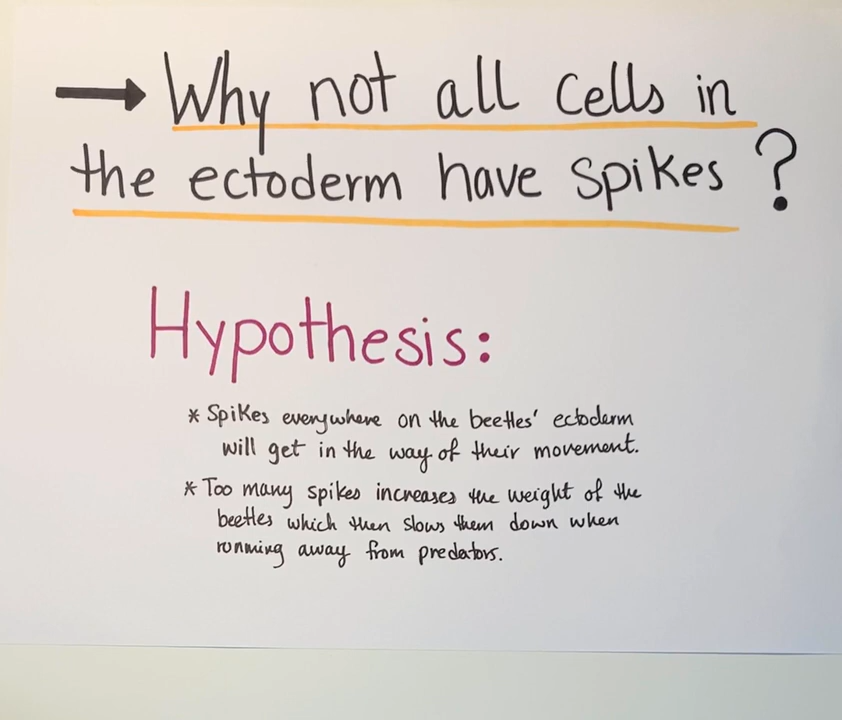 → Why not all cells in
the ectoderm have spikes ?
Hypothesis:
* Spikes everywhere on the beetles' ectoderm
will get in the way of their movement.
* Too many spikes increases the weight of the
beetles which then slows them down when
running away from predators.